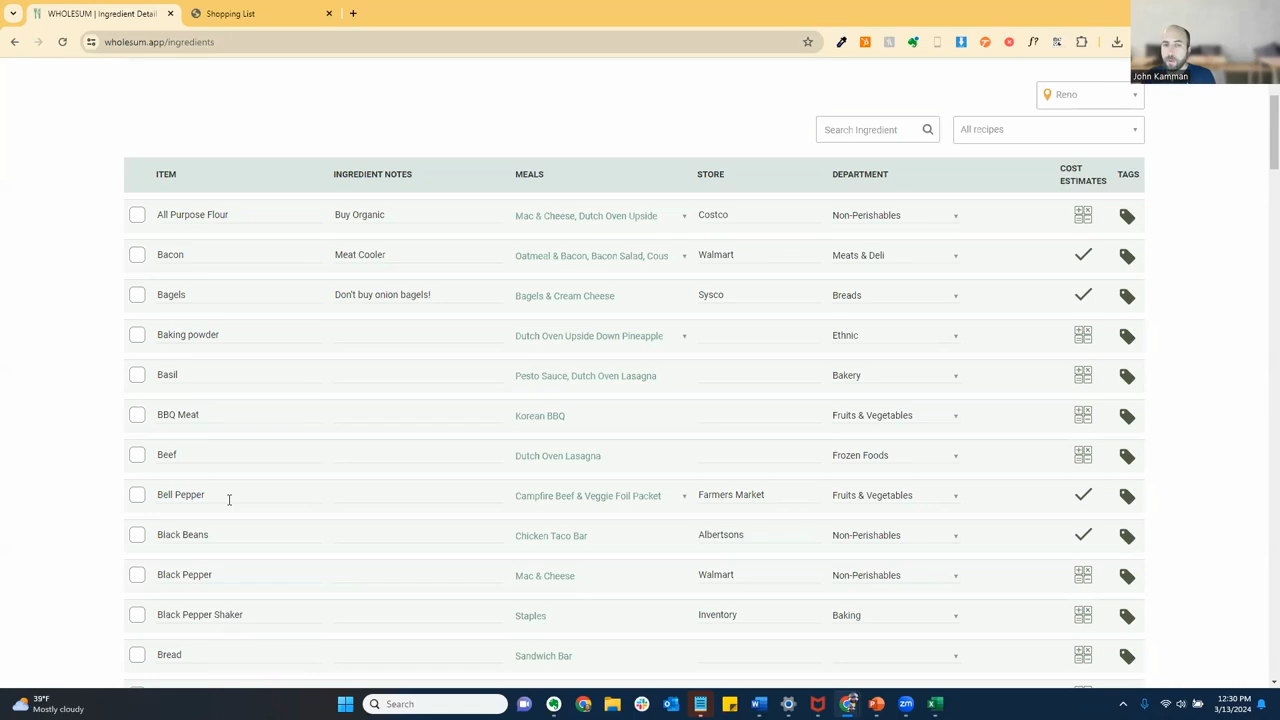 WHOLESUM | Ingredient Detail
Shopping List
wholesum.app/ingredients
John Kamman
Reno
Search Ingredient
All recipes
ITEM INGREDIENT NOTES MEALS STORE DEPARTMENT COST ESTIMATES TAGS
All Purpose Flour Buy Organic Mac & Cheese, Dutch Oven Upside Costco Non-Perishables
Bacon Meat Cooler Oatmeal & Bacon, Bacon Salad, Cous Walmart Meats & Deli
Bagels Don't buy onion bagels! Bagels & Cream Cheese Sysco Breads
Baking powder Dutch Oven Upside Down Pineapple Ethnic
Basil Pesto Sauce, Dutch Oven Lasagna Bakery
BBQ Meat Korean BBQ Fruits & Vegetables
Beef Dutch Oven Lasagna Frozen Foods
Bell Pepper Campfire Beef & Veggie Foil Packet Farmers Market Fruits & Vegetables
Black Beans Chicken Taco Bar Albertsons Non-Perishables
Black Pepper Mac & Cheese Walmart Non-Perishables
Black Pepper Shaker Staples Inventory Baking
Bread Sandwich Bar
39°F
Mostly cloudy
Search
12:30 PM
3/13/2024